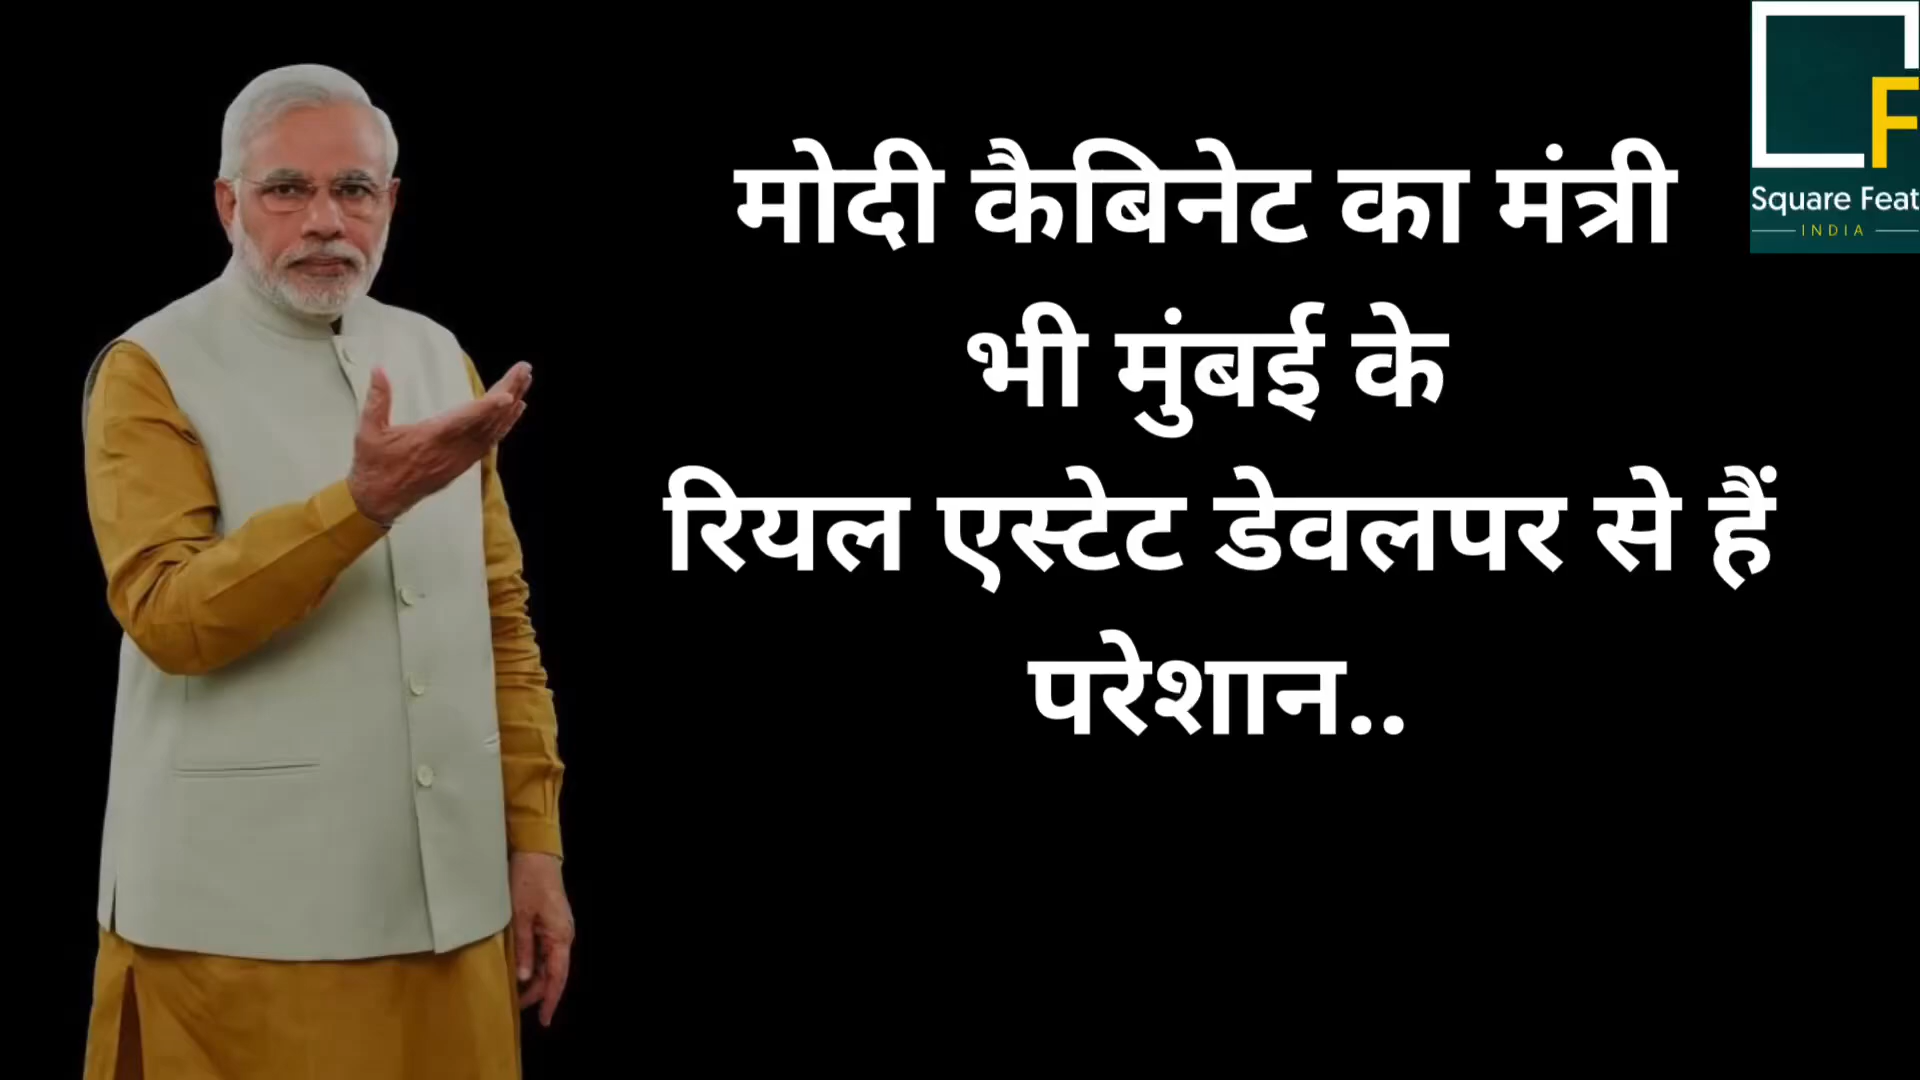 मोदी कैबिनेट का मंत्री
भी मुंबई के
रियल एस्टेट डेवलपर से हैं
परेशान..
F
Square Feat
INDIA